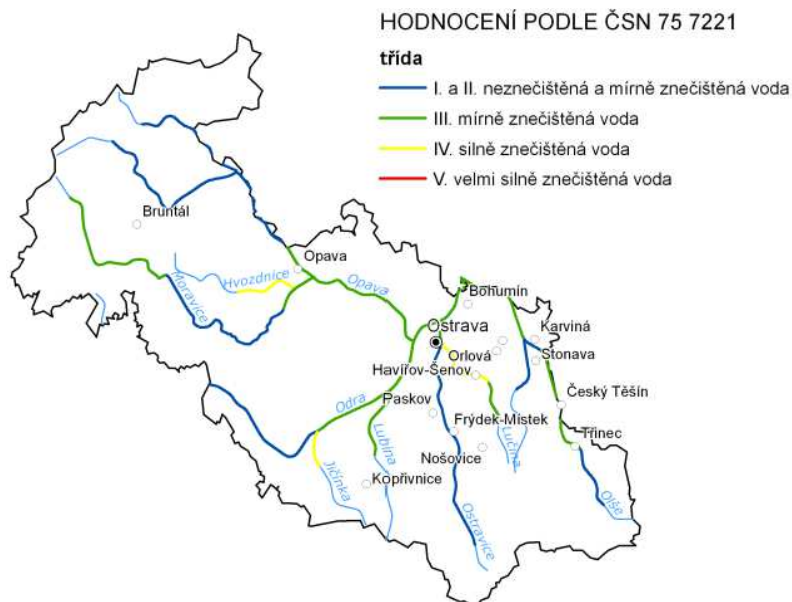 HODNOCENÍ PODLE ČSN 75 7221
třída
I. a II. neznečištěná a mírně znečištěná voda
III. mírně znečištěná voda
IV. silně znečištěná voda
V. velmi silně znečištěná voda
Bruntál
Opava
Hvozdnice
Moravice
Opava
Bohumín
Ostrava
Karviná
Orlová
Stonava
Havířov-Šenov
Český Těšín
Odra
Paskov
Lubina
Frýdek-Místek
Třinec
Lučina
Nošovice
Jičínka
Kopřivnice
Ostravice
Olše